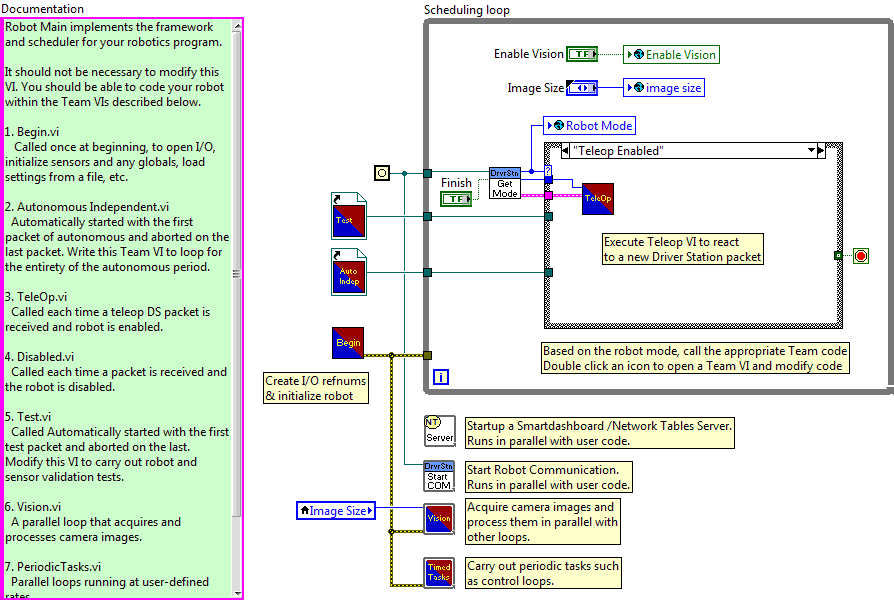 Documentation
Robot Main implements the framework
and scheduler for your robotics program.
It should not be necessary to modify this
VI. You should be able to code your robot
within the Team VIs described below.
1. Begin.vi
Called once at beginning, to open I/O,
initialize sensors and any globals, load
settings from a file, etc.
2. Autonomous Independent.vi
Automatically started with the first
packet of autonomous and aborted on the
last packet. Write this Team VI to loop for
the entirety of the autonomous period.
3. TeleOp.vi
Called each time a teleop DS packet is
received and robot is enabled.
4. Disabled.vi
Called each time a packet is received and
the robot is disabled.
5. Test.vi
Called Automatically started with the first
test packet and aborted on the last.
Modify this VI to carry out robot and
sensor validation tests.
6. Vision.vi
A parallel loop that acquires and
processes camera images.
7. PeriodicTasks.vi
Parallel loops running at user-defined
rates.
Scheduling loop
Enable Vision
TF
Enable Vision
Image Size
image size
Robot Mode
"Teleop Enabled"
Finish
TF
DrvrStn
Get
Mode
?
TeleOp
Execute Teleop VI to react
to a new Driver Station packet
Test
Auto
Indep
Begin
Create I/O refnums
& initialize robot
i
Based on the robot mode, call the appropriate Team code
Double click an icon to open a Team VI and modify code
NT
Server
Startup a Smartdashboard /Network Tables Server.
Runs in parallel with user code.
DrvrStn
Start
COM
Start Robot Communication.
Runs in parallel with user code.
Image Size
Vision
Acquire camera images and
process them in parallel with
other loops.
Timed
Tasks
Carry out periodic tasks such
as control loops.